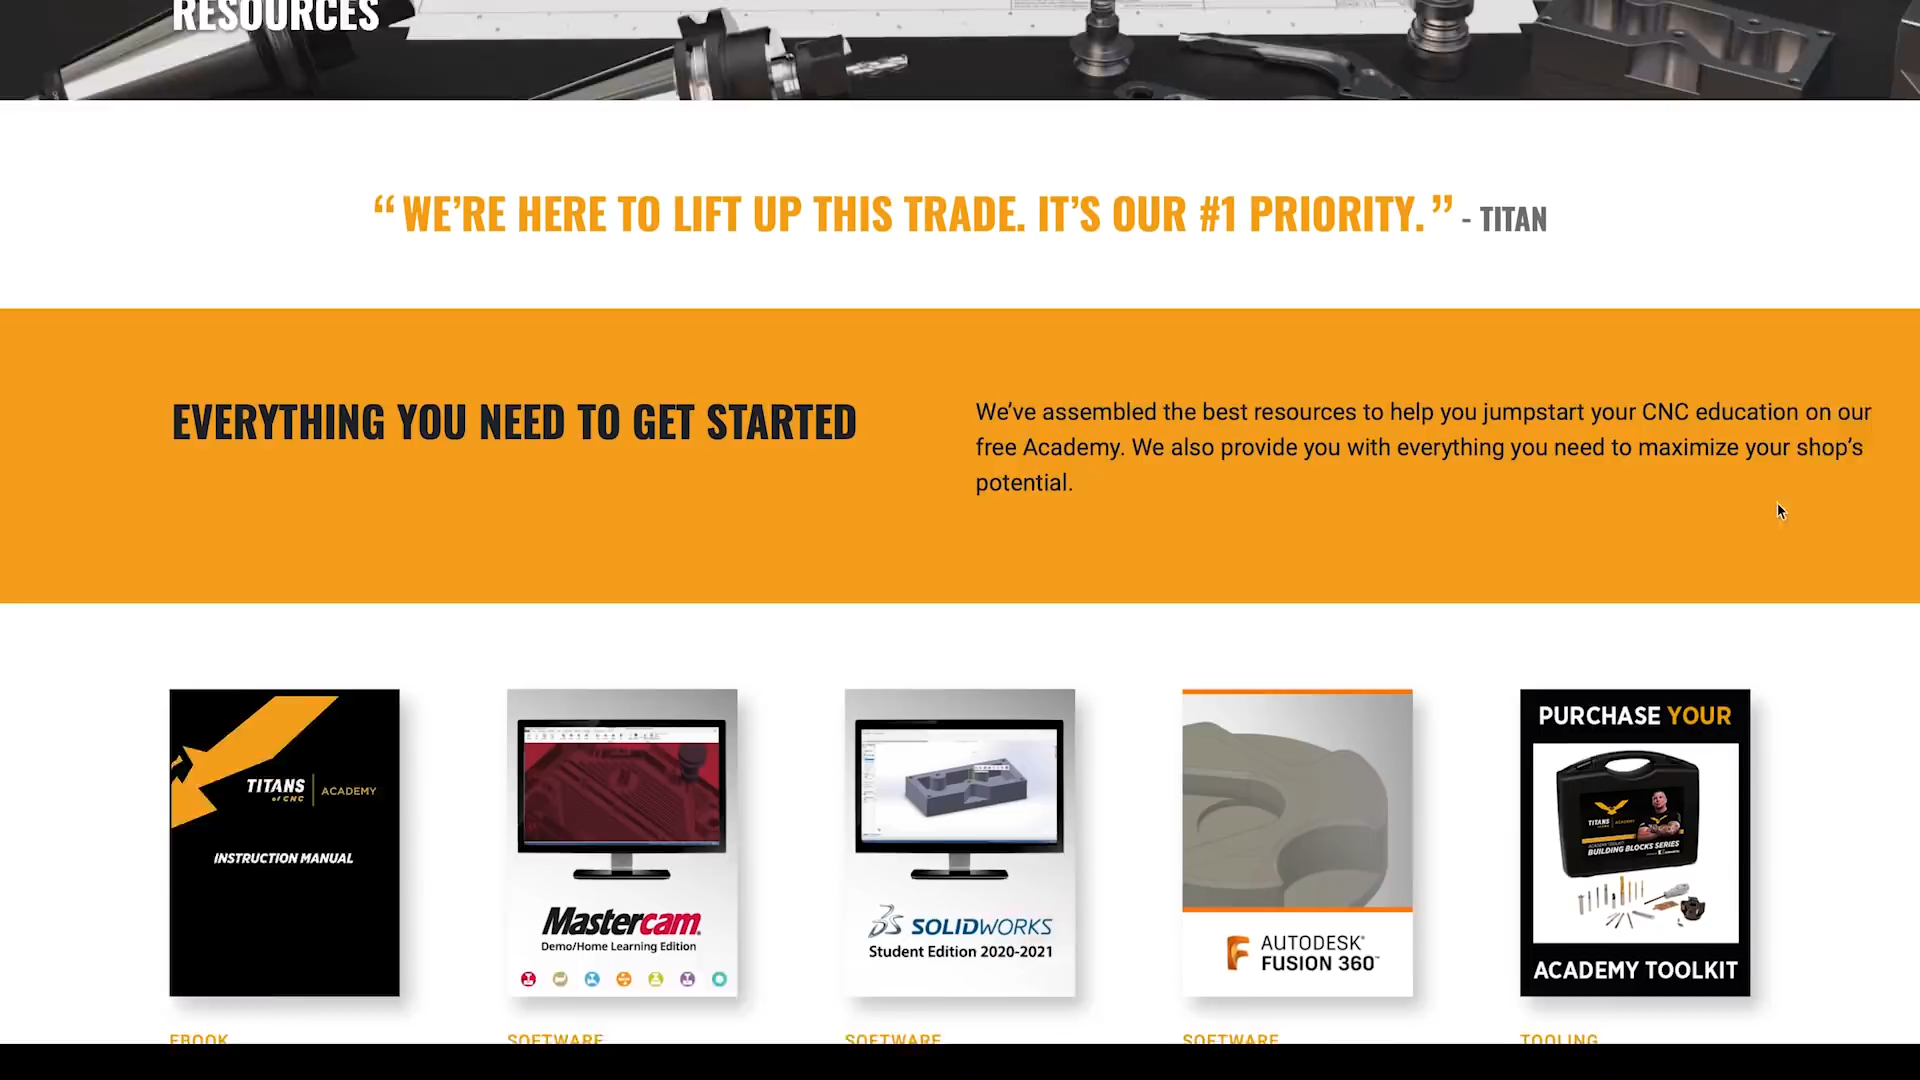 RESOURCES
“WE’RE HERE TO LIFT UP THIS TRADE. IT’S OUR #1 PRIORITY.” - TITAN
EVERYTHING YOU NEED TO GET STARTED
We’ve assembled the best resources to help you jumpstart your CNC education on our
free Academy. We also provide you with everything you need to maximize your shop’s
potential.
TITANS
of CNC
ACADEMY
INSTRUCTION MANUAL
Mastercam.
Demo/Home Learning Edition
SOLIDWORKS
Student Edition 2020-2021
AUTODESK®
FUSION 360™
PURCHASE YOUR
TITANS
ACADEMY TOOLKIT
BUILDING BLOCKS SERIES
ACADEMY TOOLKIT
EBOOK
SOFTWARE
SOFTWARE
SOFTWARE
TOOLING